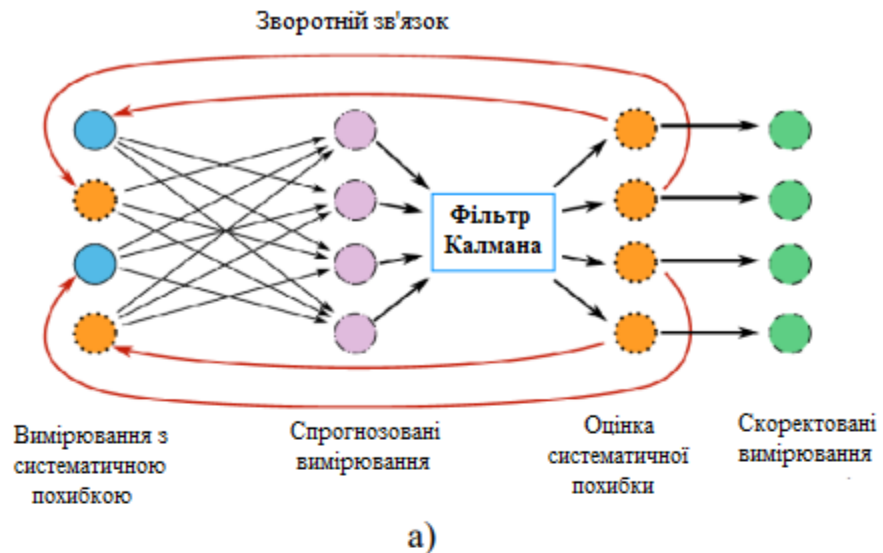 Зворотній зв'язок
Фільтр
Калмана
Вимірювання з
систематичною
похибкою
Спрогнозовані
вимірювання
Оцінка
систематичної
похибки
Скоректовані
вимірювання
а)